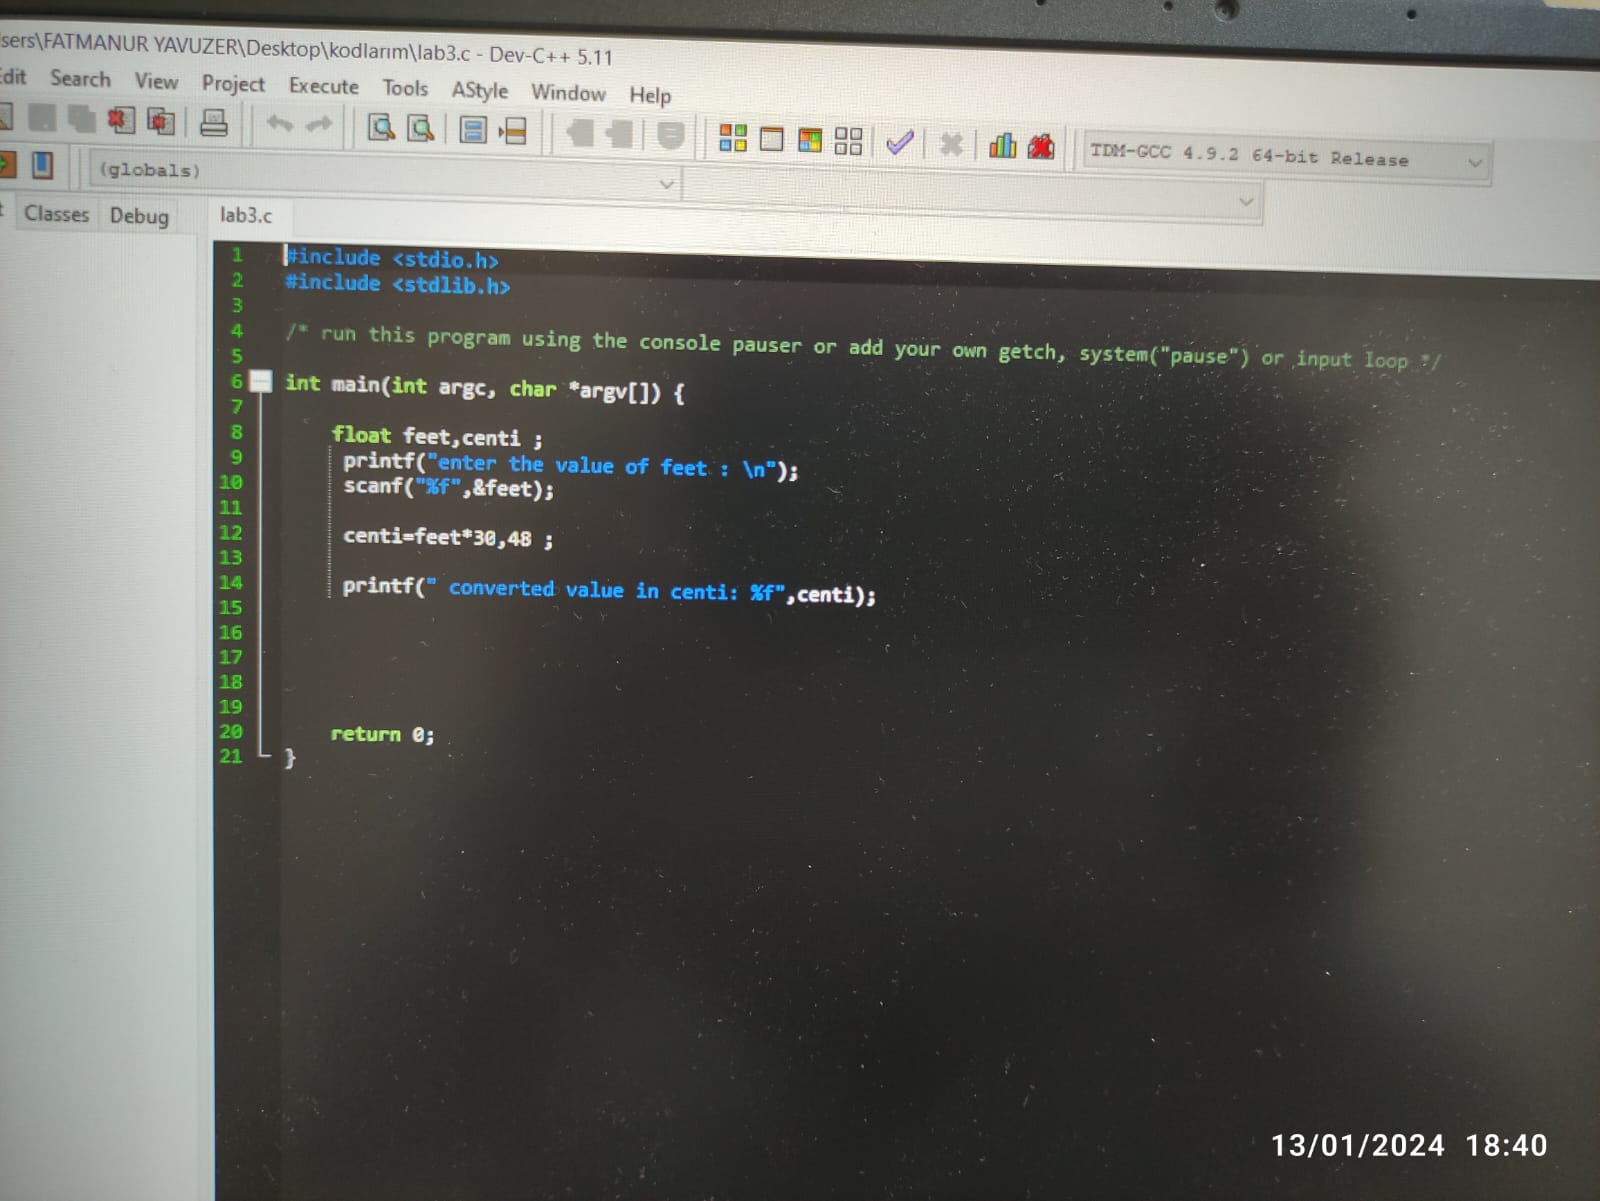 sers\FATMANUR YAVUZER\Desktop\kodlarım\lab3.c - Dev-C++ 5.11
Edit Search View Project Execute Tools AStyle Window Help
TDM-GCC 4.9.2 64-bit Release
(globals)
Classes Debug lab3.c
1 #include <stdio.h>
2 #include <stdlib.h>
3
4 /* run this program using the console pauser or add your own getch, system("pause") or input loop */
5
6 int main(int argc, char *argv[]) {
7
8 float feet,centi ;
9 printf("enter the value of feet : \n");
10 scanf("%f",&feet);
11
12 centi=feet*30,48 ;
13
14 printf(" converted value in centi: %f",centi);
15
16
17
18
19
20 return 0;
21 }
13/01/2024 18:40